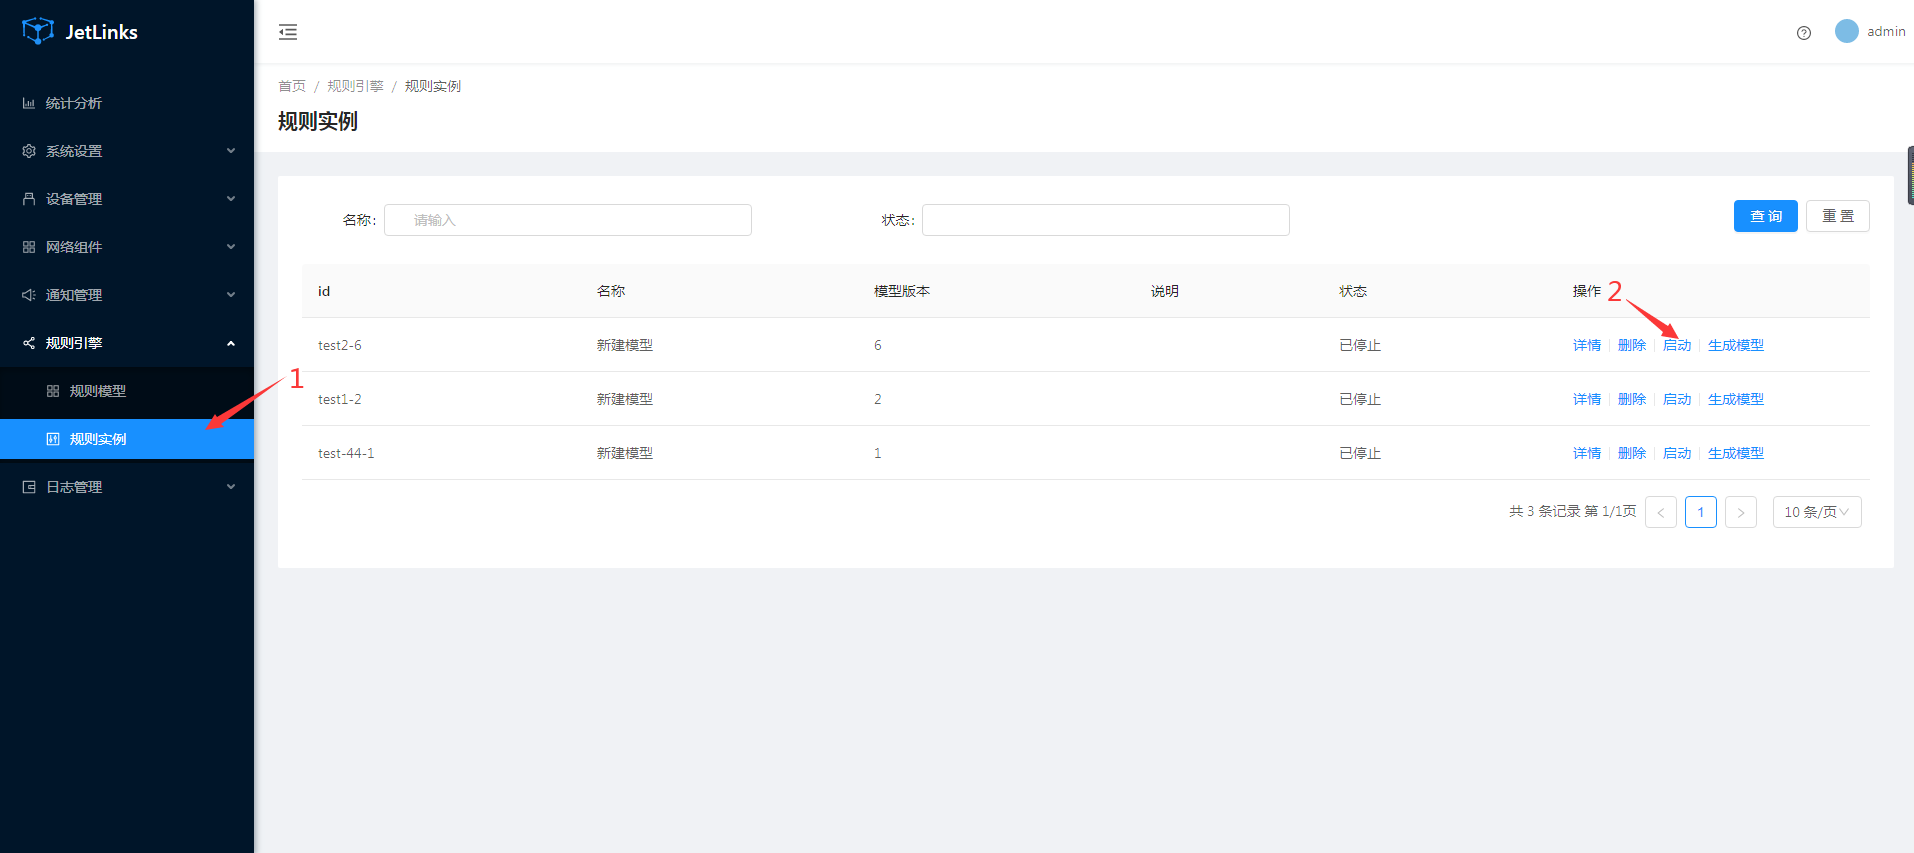 JetLinks
admin
统计分析
系统设置
设备管理
网络组件
通知管理
规则引擎
规则模型
规则实例
日志管理
1
首页 / 规则引擎 / 规则实例
规则实例
名称: 请输入 状态: 查 询 重 置
id 名称 模型版本 说明 状态 操作 2
test2-6 新建模型 6 已停止 详情 删除 启动 生成模型
test1-2 新建模型 2 已停止 详情 删除 启动 生成模型
test-44-1 新建模型 1 已停止 详情 删除 启动 生成模型
共 3 条记录 第 1/1页 < 1 > 10 条/页